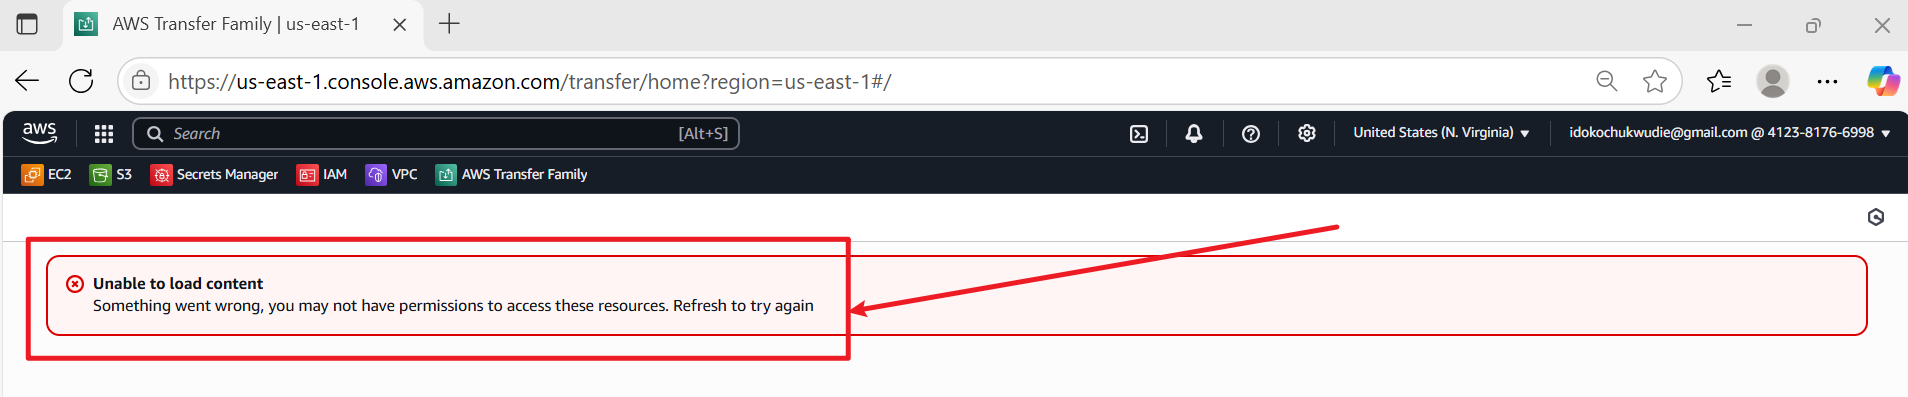 AWS Transfer Family | us-east-1
https://us-east-1.console.aws.amazon.com/transfer/home?region=us-east-1#/
aws Search [Alt+S] United States (N. Virginia) idokochukwudie@gmail.com @ 4123-8176-6998
EC2 S3 Secrets Manager IAM VPC AWS Transfer Family
Unable to load content
Something went wrong, you may not have permissions to access these resources. Refresh to try again